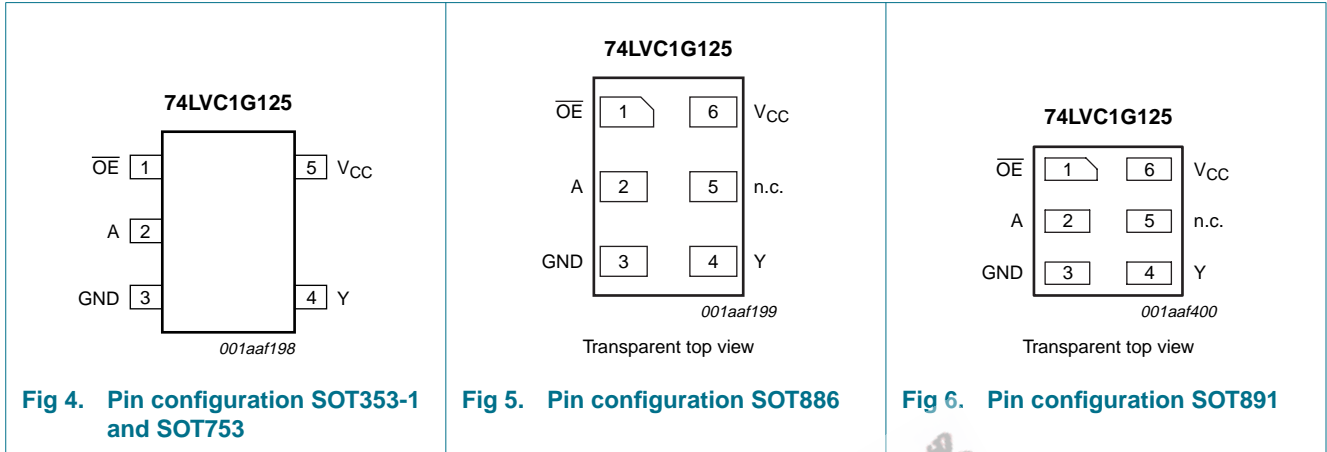 74LVC1G125
OE 1
5 VCC
A 2
GND 3
4 Y
001aaf198
Fig 4. Pin configuration SOT353-1
and SOT753
74LVC1G125
OE 1
6 VCC
A 2
5 n.c.
GND 3
4 Y
001aaf199
Transparent top view
Fig 5. Pin configuration SOT886
74LVC1G125
OE 1
6 VCC
A 2
5 n.c.
GND 3
4 Y
001aaf400
Transparent top view
Fig 6. Pin configuration SOT891